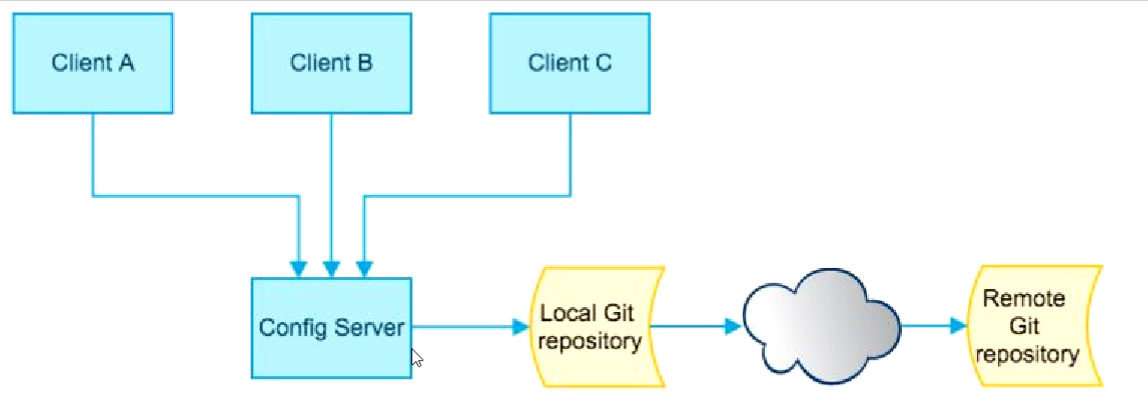 Client A
Client B
Client C
Config Server
Local Git
repository
Remote
Git
repository